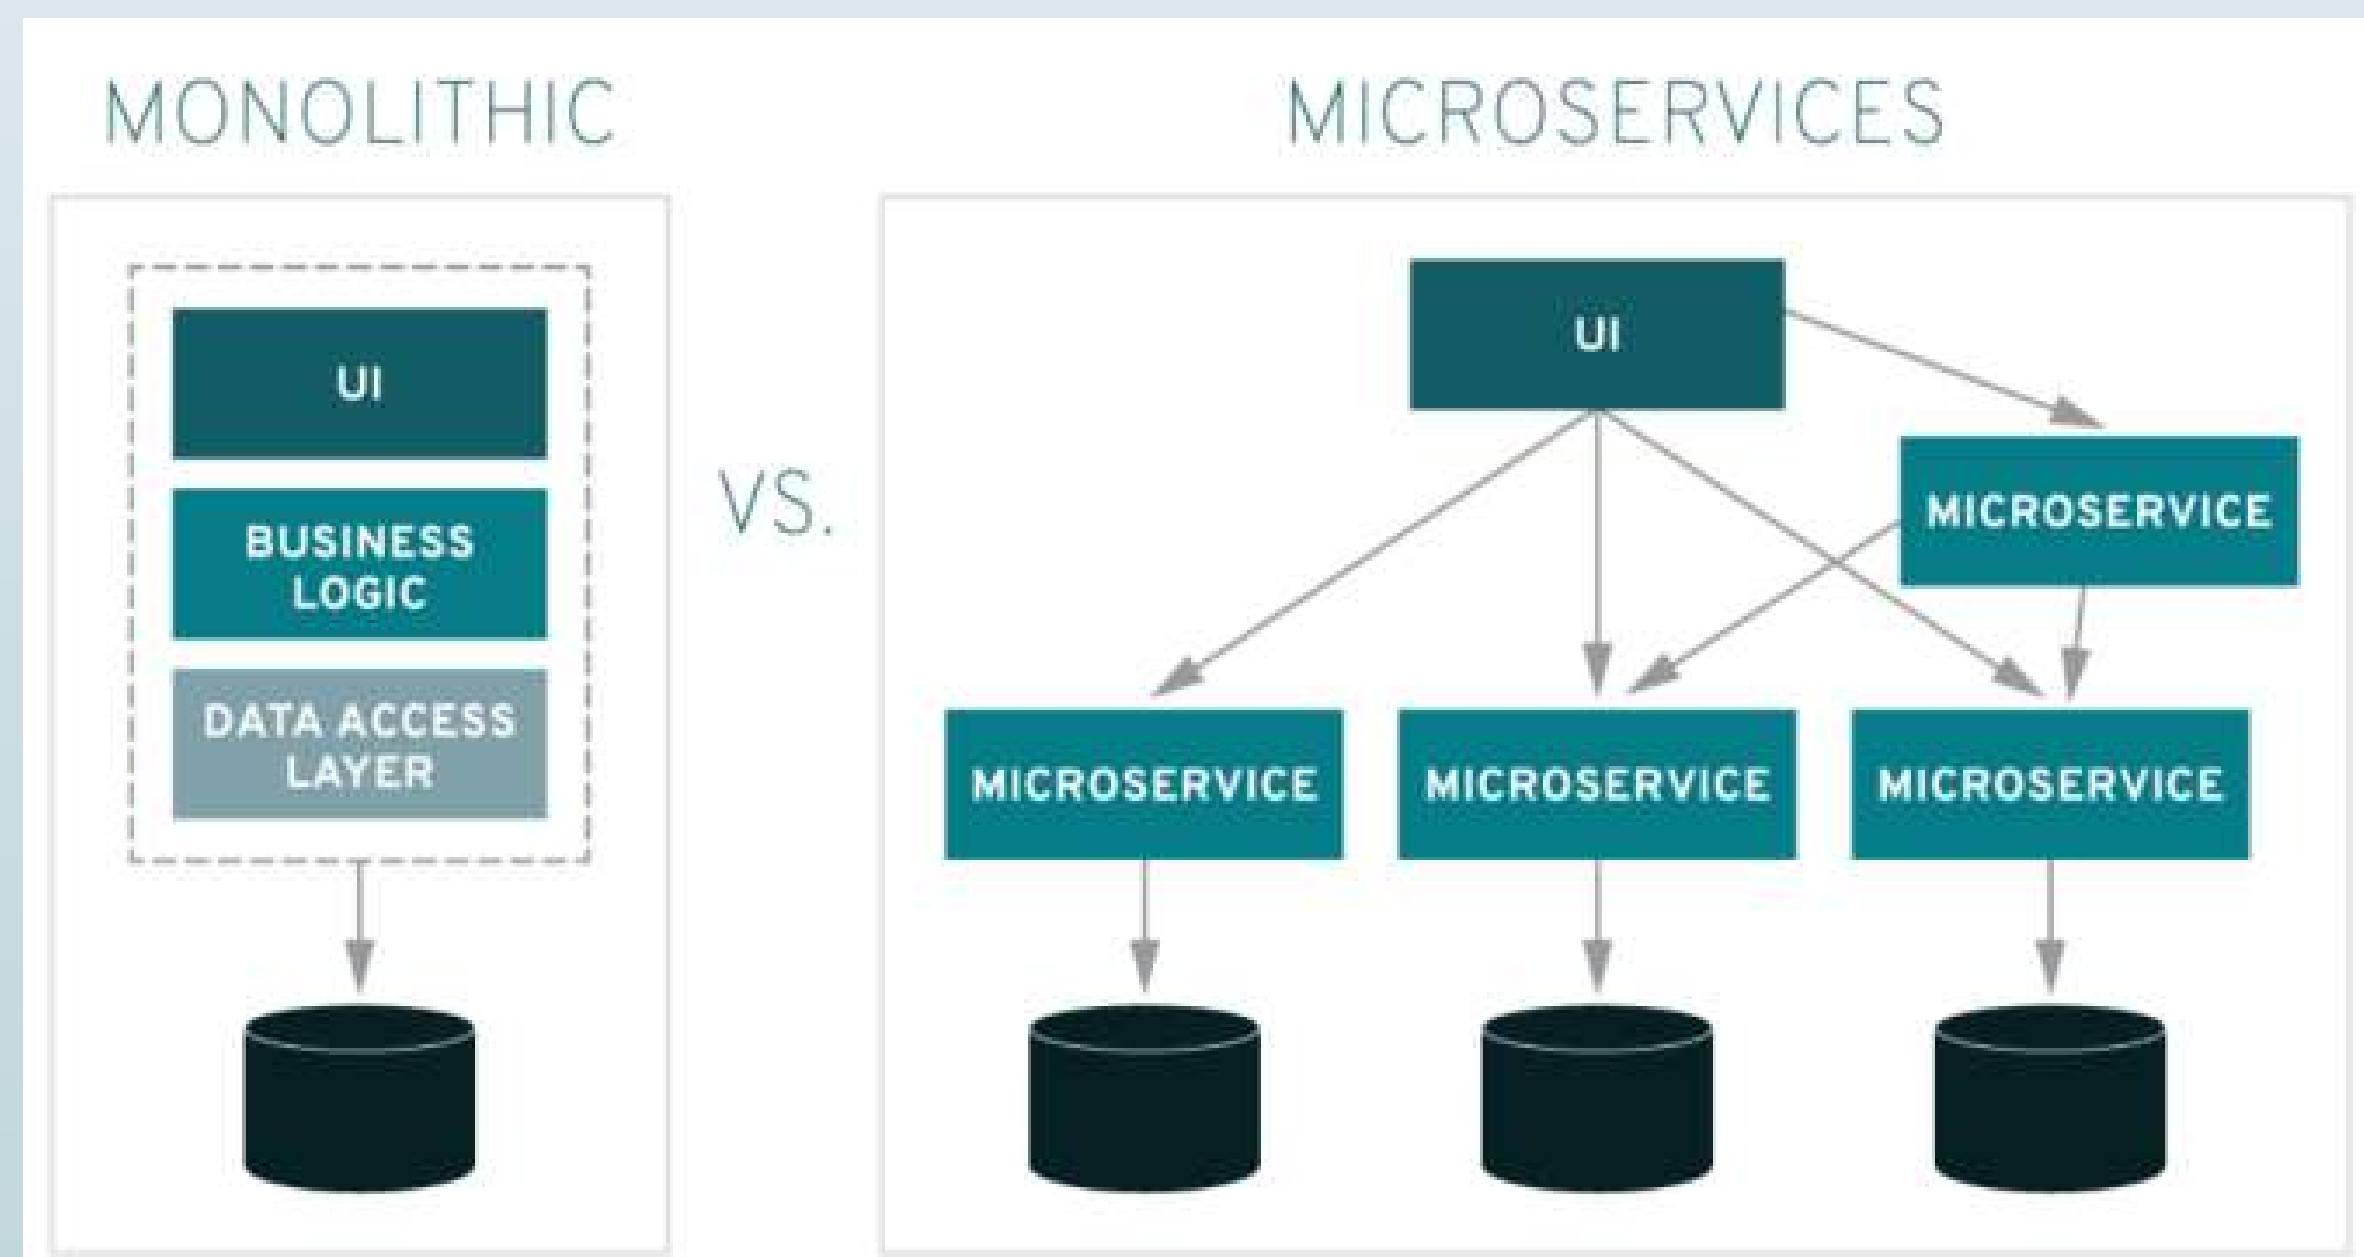 MONOLITHIC
UI
BUSINESS
LOGIC
DATA ACCESS
LAYER
VS.
MICROSERVICES
UI
MICROSERVICE
MICROSERVICE
MICROSERVICE
MICROSERVICE